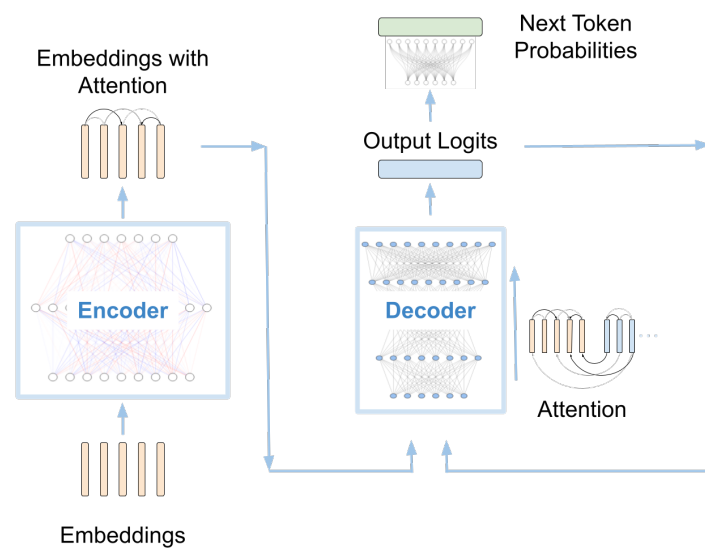 Embeddings with
Attention
Encoder
Embeddings
Next Token
Probabilities
Output Logits
Decoder
Attention